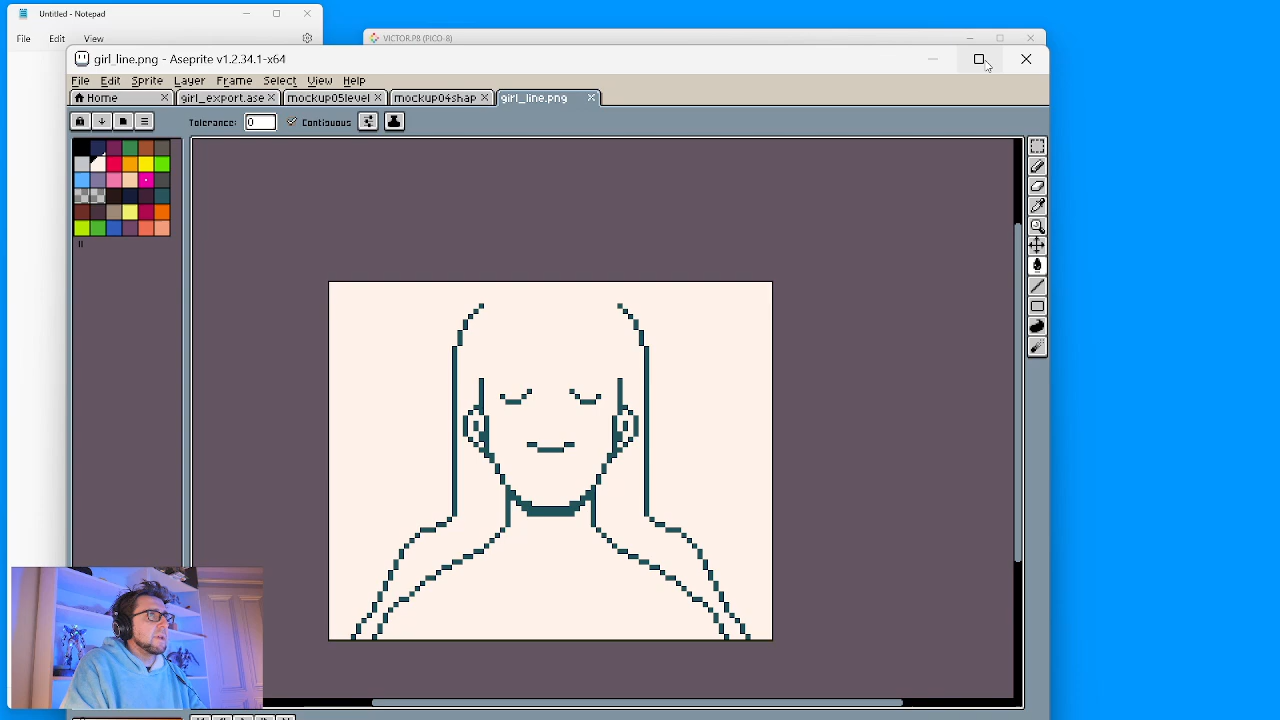 Untitled - Notepad
File Edit View
VICTOR.P8 (PICO-8)
girl_line.png - Aseprite v1.2.34.1-x64
File Edit Sprite Layer Frame Select View Help
Home girl_export.ase mockup05level mockup04shap girl_line.png
Tolerance: 0 Continuous